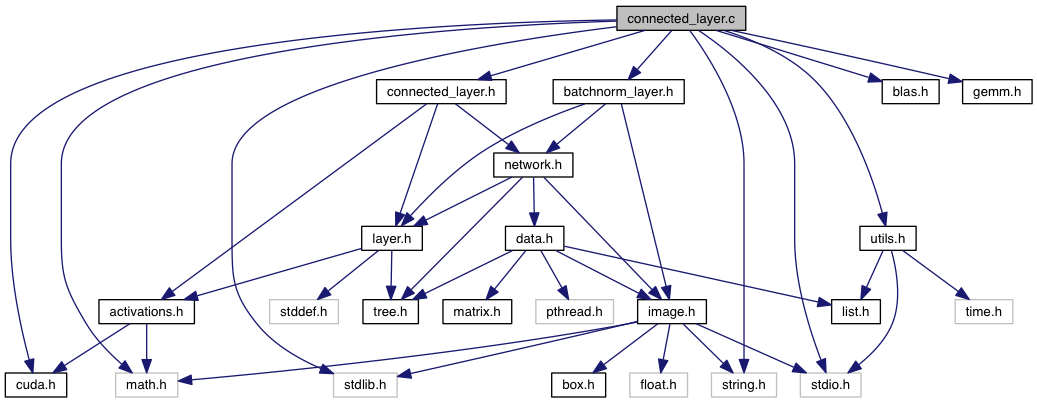 connected_layer.c
connected_layer.h
batchnorm_layer.h
blas.h
gemm.h
network.h
layer.h
data.h
utils.h
activations.h
stddef.h
tree.h
matrix.h
pthread.h
image.h
list.h
time.h
cuda.h
math.h
stdlib.h
box.h
float.h
string.h
stdio.h